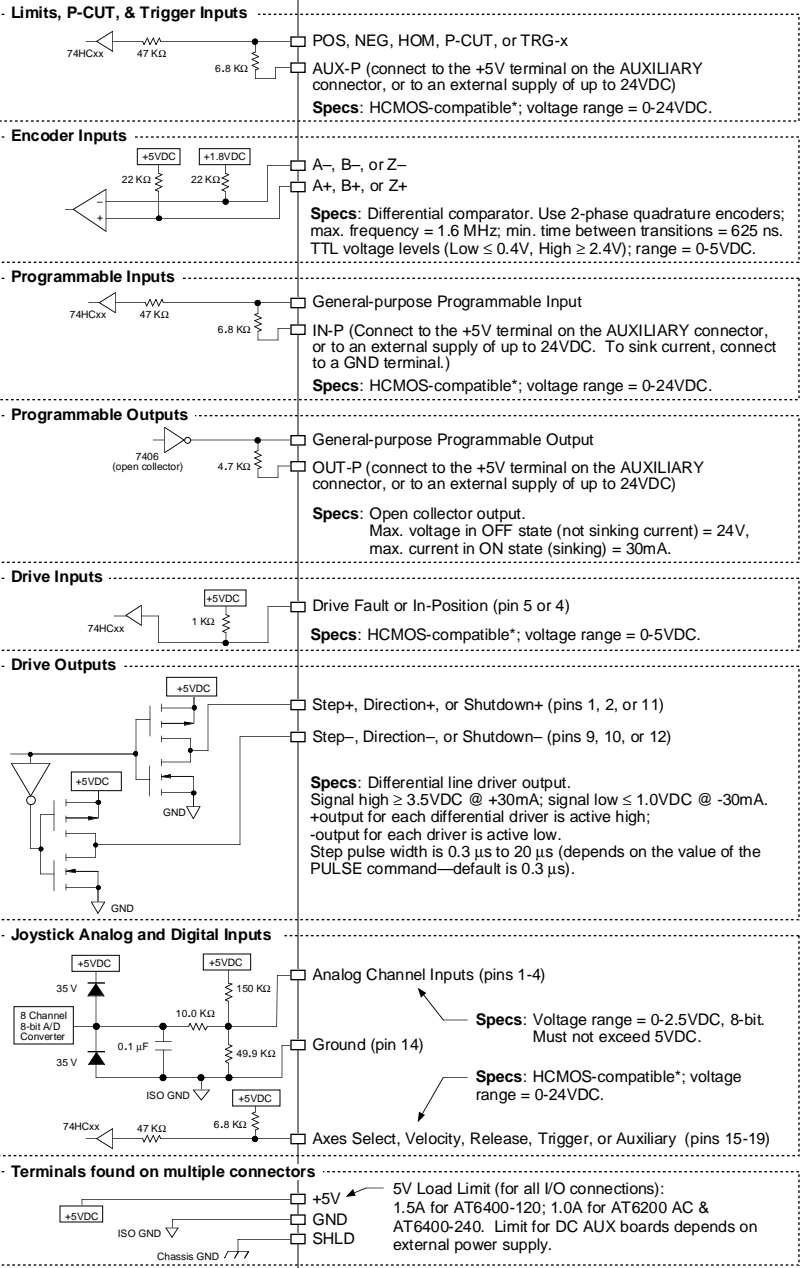 Limits, P-CUT, & Trigger Inputs
74HCxx
47 KΩ
6.8 KΩ
POS, NEG, HOM, P-CUT, or TRG-x
AUX-P (connect to the +5V terminal on the AUXILIARY
connector, or to an external supply of up to 24VDC)
Specs: HCMOS-compatible*; voltage range = 0-24VDC.
Encoder Inputs
+5VDC
+1.8VDC
22 KΩ
22 KΩ
–
+
A–, B–, or Z–
A+, B+, or Z+
Specs: Differential comparator. Use 2-phase quadrature encoders;
max. frequency = 1.6 MHz; min. time between transitions = 625 ns.
TTL voltage levels (Low ≤ 0.4V, High ≥ 2.4V); range = 0-5VDC.
Programmable Inputs
74HCxx
47 KΩ
6.8 KΩ
General-purpose Programmable Input
IN-P (Connect to the +5V terminal on the AUXILIARY connector,
or to an external supply of up to 24VDC. To sink current, connect
to a GND terminal.)
Specs: HCMOS-compatible*; voltage range = 0-24VDC.
Programmable Outputs
7406
(open collector)
4.7 KΩ
General-purpose Programmable Output
OUT-P (connect to the +5V terminal on the AUXILIARY
connector, or to an external supply of up to 24VDC)
Specs: Open collector output.
Max. voltage in OFF state (not sinking current) = 24V,
max. current in ON state (sinking) = 30mA.
Drive Inputs
+5VDC
1 KΩ
74HCxx
Drive Fault or In-Position (pin 5 or 4)
Specs: HCMOS-compatible*; voltage range = 0-5VDC.
Drive Outputs
+5VDC
+5VDC
GND
GND
Step+, Direction+, or Shutdown+ (pins 1, 2, or 11)
Step–, Direction–, or Shutdown– (pins 9, 10, or 12)
Specs: Differential line driver output.
Signal high ≥ 3.5VDC @ +30mA; signal low ≤ 1.0VDC @ -30mA.
+output for each differential driver is active high;
-output for each driver is active low.
Step pulse width is 0.3 µs to 20 µs (depends on the value of the
PULSE command—default is 0.3 µs).
Joystick Analog and Digital Inputs
+5VDC
+5VDC
35 V
150 KΩ
8 Channel
8-bit A/D
Converter
10.0 KΩ
0.1 µF
35 V
49.9 KΩ
ISO GND
+5VDC
74HCxx
47 KΩ
6.8 KΩ
Analog Channel Inputs (pins 1-4)
Specs: Voltage range = 0-2.5VDC, 8-bit.
Must not exceed 5VDC.
Ground (pin 14)
Specs: HCMOS-compatible*; voltage
range = 0-24VDC.
Axes Select, Velocity, Release, Trigger, or Auxiliary (pins 15-19)
Terminals found on multiple connectors
+5VDC
ISO GND
Chassis GND
+5V
GND
SHLD
5V Load Limit (for all I/O connections):
1.5A for AT6400-120; 1.0A for AT6200 AC &
AT6400-240. Limit for DC AUX boards depends on
external power supply.